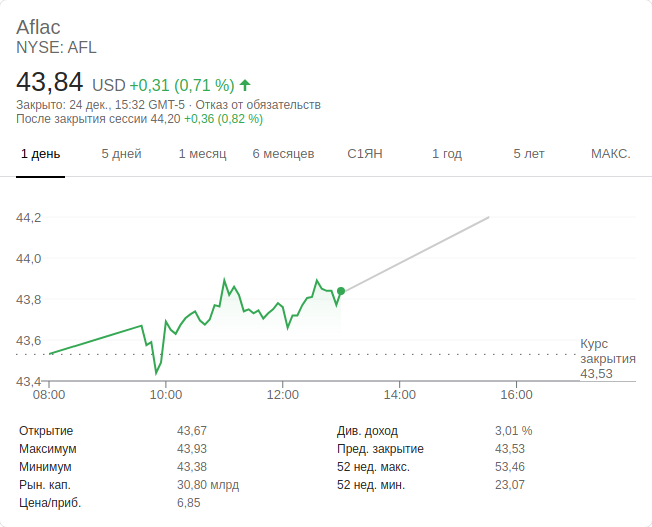 Aflac
NYSE: AFL
43,84 USD +0,31 (0,71 %)
Закрыто: 24 дек., 15:32 GMT-5 · Отказ от обязательств
После закрытия сессии 44,20 +0,36 (0,82 %)
1 день 5 дней 1 месяц 6 месяцев С1ЯН 1 год 5 лет МАКС.
44,2
44,0
43,8
43,6
43,4
Курс
закрытия
43,53
08:00 10:00 12:00 14:00 16:00
Открытие 43,67 Див. доход 3,01 %
Максимум 43,93 Пред. закрытие 43,53
Минимум 43,38 52 нед. макс. 53,46
Рын. кап. 30,80 млрд 52 нед. мин. 23,07
Цена/приб. 6,85